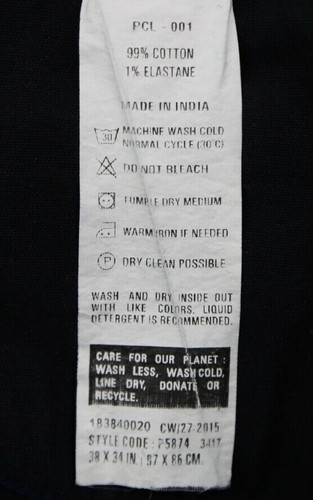 PCL - 001
99% COTTON
1% ELASTANE
MADE IN INDIA
30
MACHINE WASH COLD
NORMAL CYCLE (30°C)
DO NOT BLEACH
TUMBLE DRY MEDIUM
WARM IRON IF NEEDED
P
DRY CLEAN POSSIBLE
WASH AND DRY INSIDE OUT
WITH LIKE COLORS. LIQUID
DETERGENT IS RECOMMENDED.
CARE FOR OUR PLANET:
WASH LESS, WASH COLD,
LINE DRY, DONATE OR
RECYCLE.
183840020 CW/27-2015
STYLE CODE: P5874 3417
38 X 34 IN. : 97 X 86 CM.